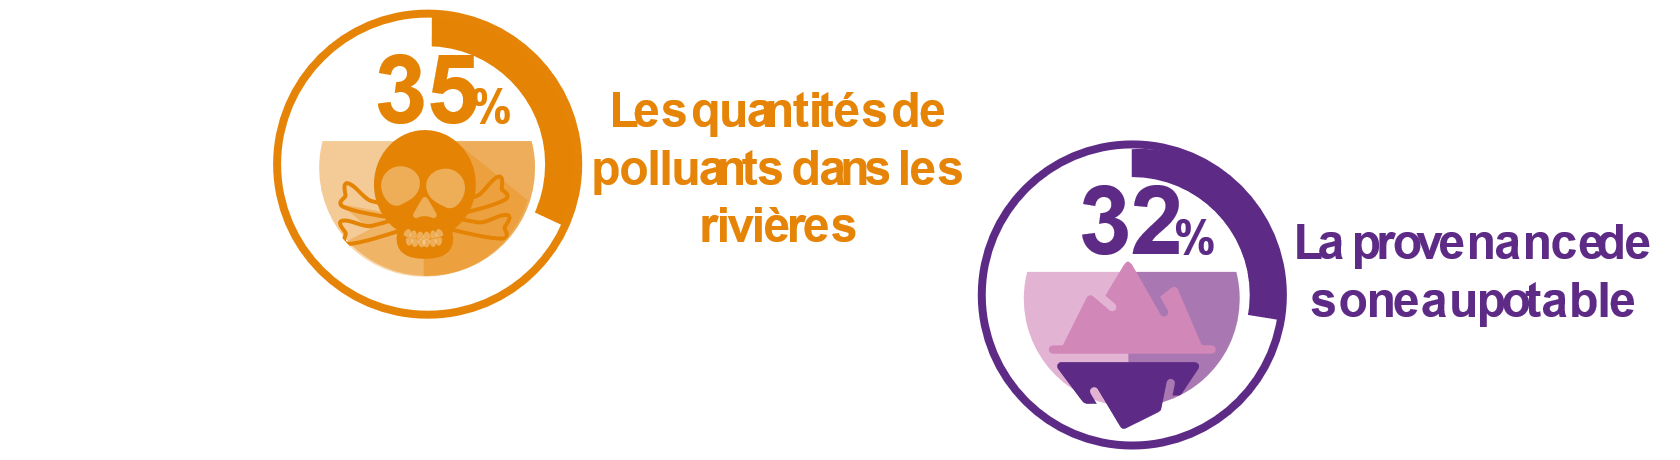 35%
Les quantités de
polluants dans les
rivières
32%
La provenance de
son eau potable